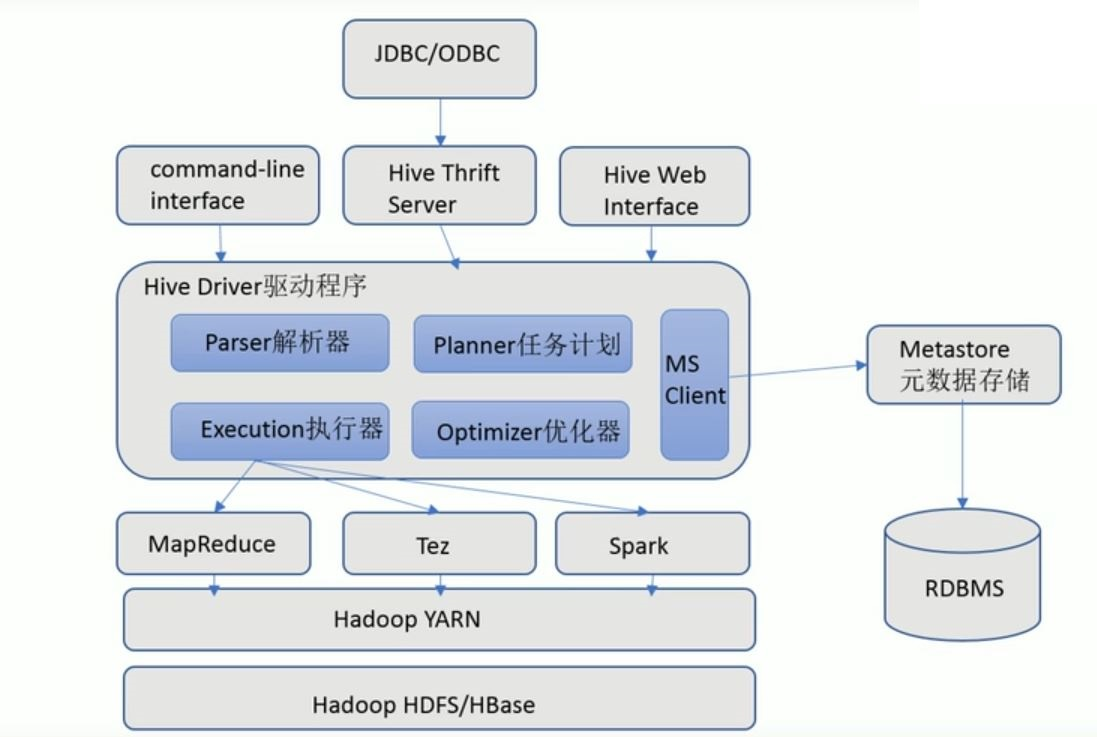 JDBC/ODBC
command-line
interface
Hive Thrift
Server
Hive Web
Interface
Hive Driver驱动程序
Parser解析器
Planner任务计划
MS
Client
Execution执行器
Optimizer优化器
Metastore
元数据存储
MapReduce
Tez
Spark
RDBMS
Hadoop YARN
Hadoop HDFS/HBase